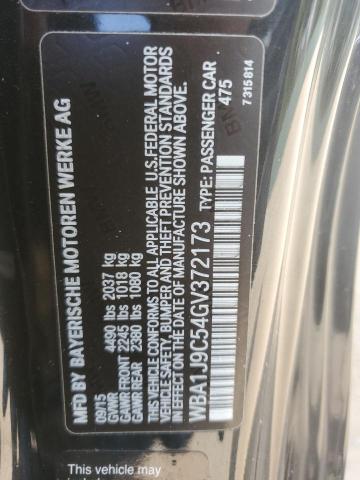 MFD BY BAYERISCHE MOTOREN WERKE AG
09/15 4490 lbs 2037 kg
GAWR FRONT 2245 lbs 1018 kg
GAWR REAR 2380 lbs 1080 kg
THIS VEHICLE CONFORMS TO ALL APPLICABLE U.S. FEDERAL MOTOR
VEHICLE SAFETY, BUMPER AND THEFT PREVENTION STANDARDS
IN EFFECT ON THE DATE OF MANUFACTURE SHOWN ABOVE.
WBA1J9C54GV372173 TYPE: PASSENGER CAR
475
7 315 814
This vehicle may